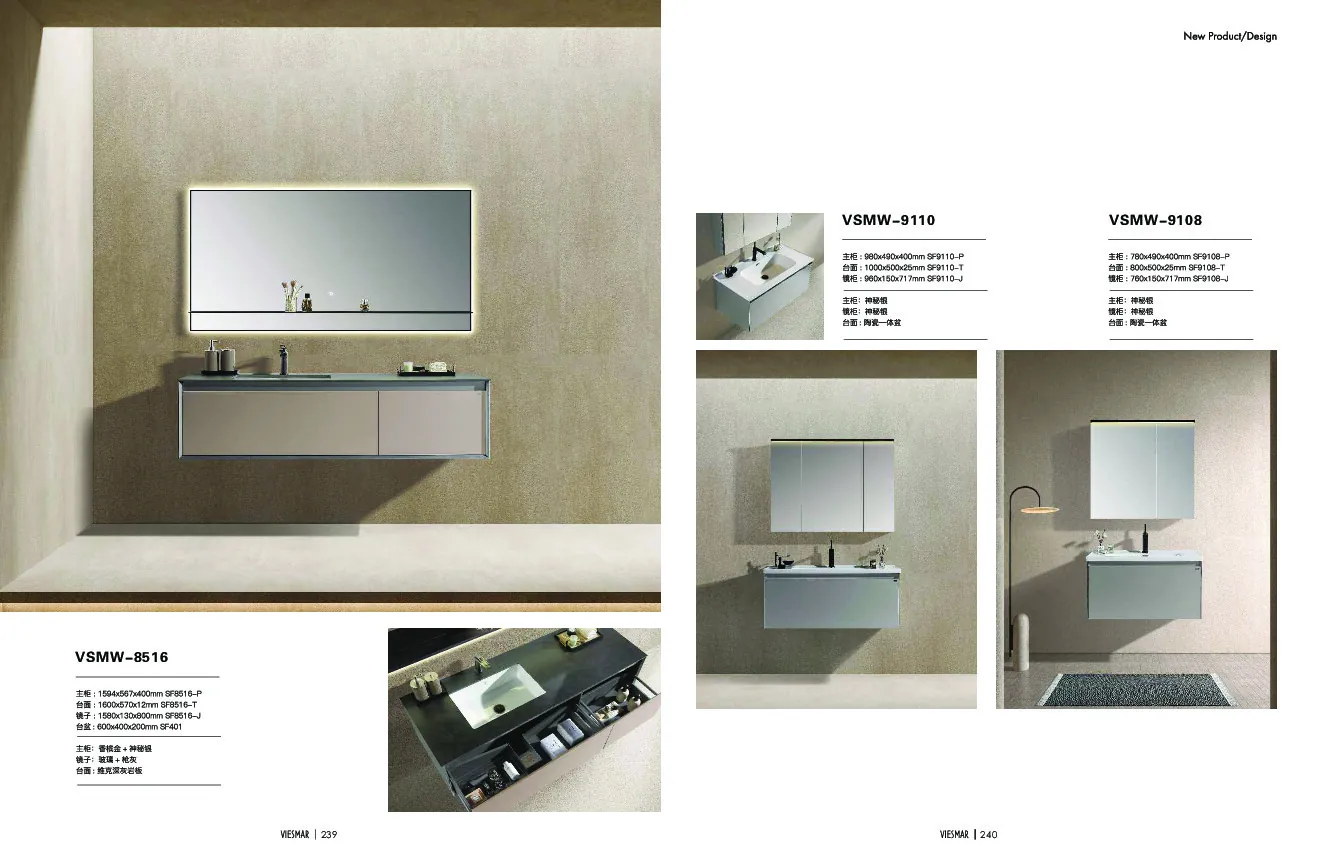 New Product/Design
VSMW-8516
主柜：1594x567x400mm SF8516-P
台面：1600x570x12mm SF8516-T
镜子：1580x130x800mm SF8516-J
台盆：600x400x200mm SF401
主柜：香槟金 + 神秘银
镜子：玻璃 + 枪灰
台面：维克深灰岩板
VIESMAR | 239
VSMW-9110
主柜：980x490x400mm SF9110-P
台面：1000x500x25mm SF9110-T
镜柜：960x150x717mm SF9110-J
主柜：神秘银
镜柜：神秘银
台面：陶瓷一体盆
VSMW-9108
主柜：780x490x400mm SF9108-P
台面：800x500x25mm SF9108-T
镜柜：760x150x717mm SF9108-J
主柜：神秘银
镜柜：神秘银
台面：陶瓷一体盆
VIESMAR | 240